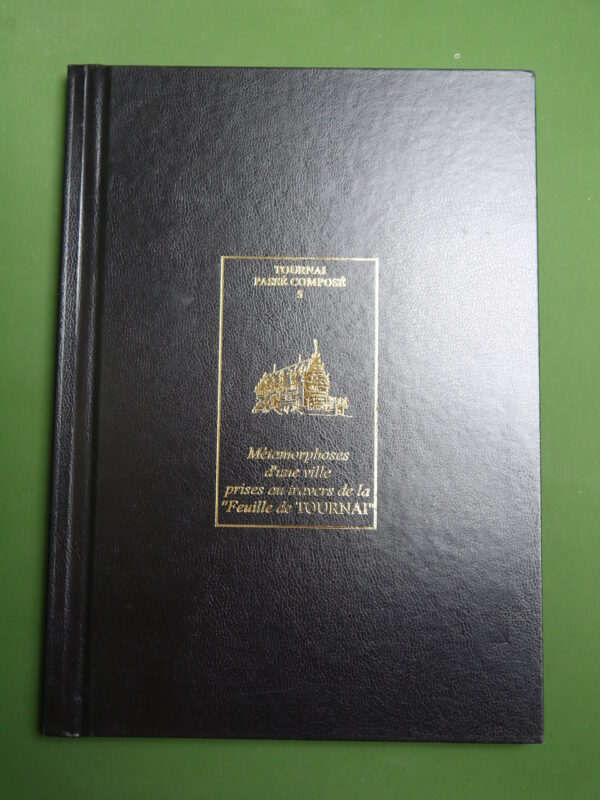 TOURNAI
PASSÉ COMPOSÉ
5
Métamorphoses
d'une ville
prises au travers de la
"Feuille de TOURNAI"